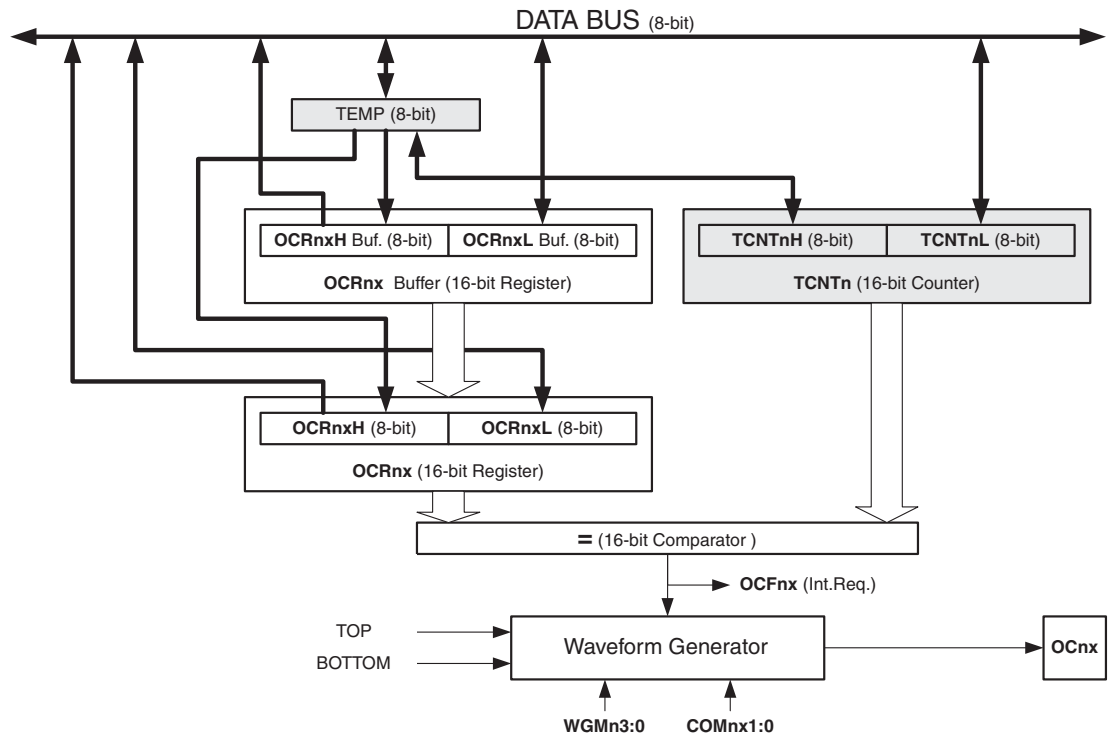 DATA BUS (8-bit)
TEMP (8-bit)
OCRnxH Buf. (8-bit) OCRnxL Buf. (8-bit)
OCRnx Buffer (16-bit Register)
TCNTnH (8-bit) TCNTnL (8-bit)
TCNTn (16-bit Counter)
OCRnxH (8-bit) OCRnxL (8-bit)
OCRnx (16-bit Register)
= (16-bit Comparator )
OCFnx (Int.Req.)
TOP
BOTTOM
Waveform Generator
OCnx
WGMn3:0 COMnx1:0